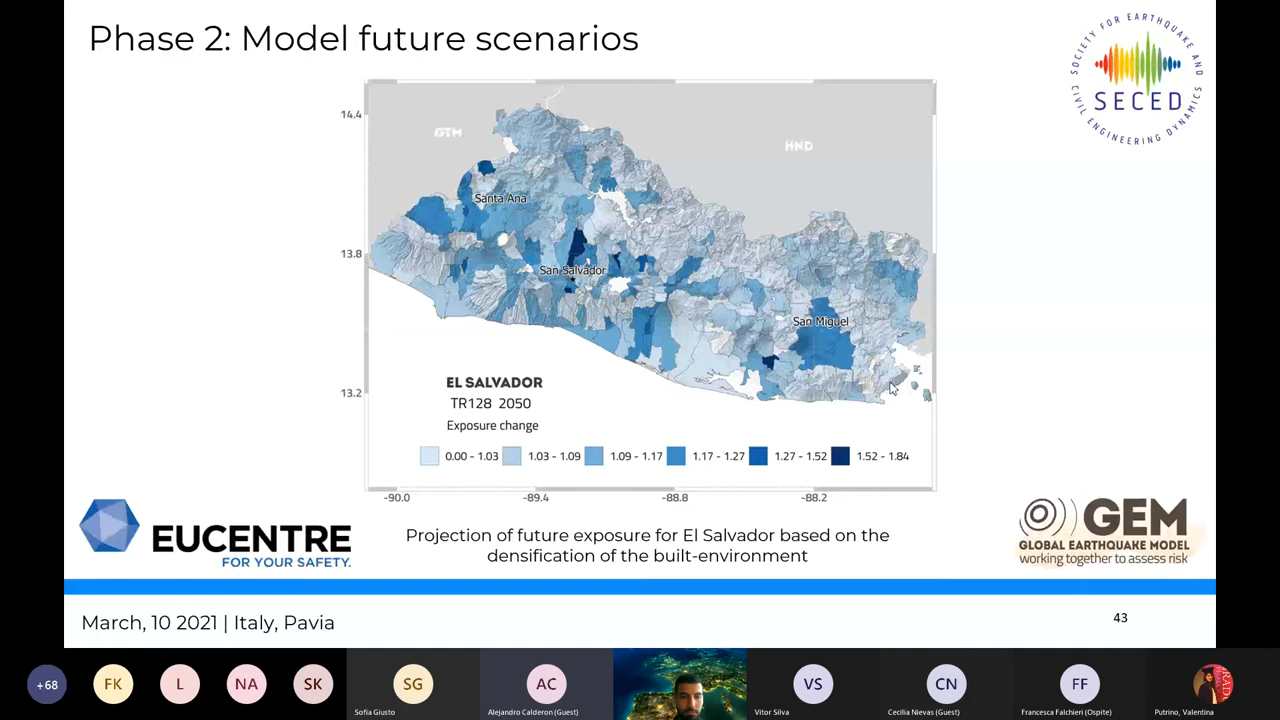 Phase 2: Model future scenarios
SOCIETY FOR EARTHQUAKE AND
CIVIL ENGINEERING DYNAMICS
SECED
14.4
13.8
13.2
GTM
HND
Santa Ana
San Salvador
San Miguel
EL SALVADOR
TR128 2050
Exposure change
0.00 - 1.03 1.03 - 1.09 1.09 - 1.17 1.17 - 1.27 1.27 - 1.52 1.52 - 1.84
-90.0 -89.4 -88.8 -88.2
EUCENTRE
FOR YOUR SAFETY.
Projection of future exposure for El Salvador based on the
densification of the built-environment
GEM
GLOBAL EARTHQUAKE MODEL
working together to assess risk
March, 10 2021 | Italy, Pavia
43
+68 FK L NA SK SG AC VS CN FF
Sofia Giusto Alejandro Calderon (Guest) Vitor Silva Cecilia Nievas (Guest) Francesca Falchieri (Ospite) Putrino, Valentina